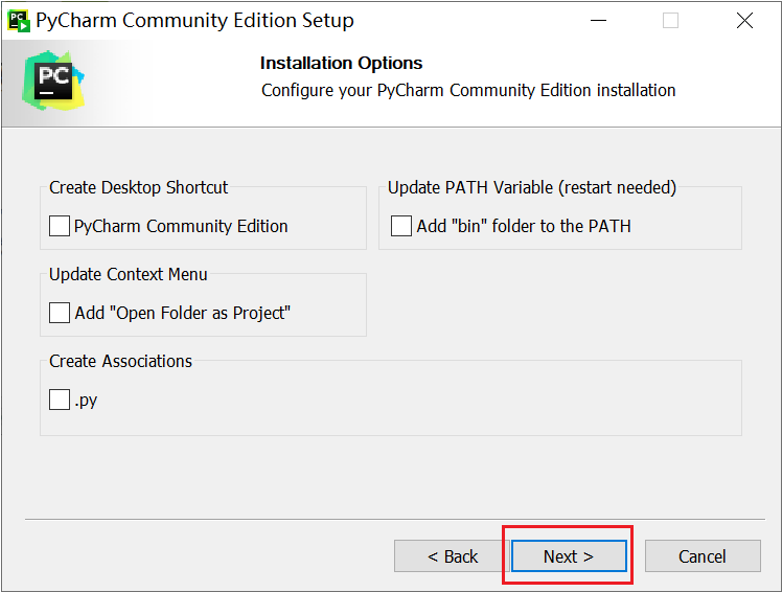 PyCharm Community Edition Setup
PC
Installation Options
Configure your PyCharm Community Edition installation
Create Desktop Shortcut
PyCharm Community Edition
Update PATH Variable (restart needed)
Add "bin" folder to the PATH
Update Context Menu
Add "Open Folder as Project"
Create Associations
.py
< Back
Next >
Cancel